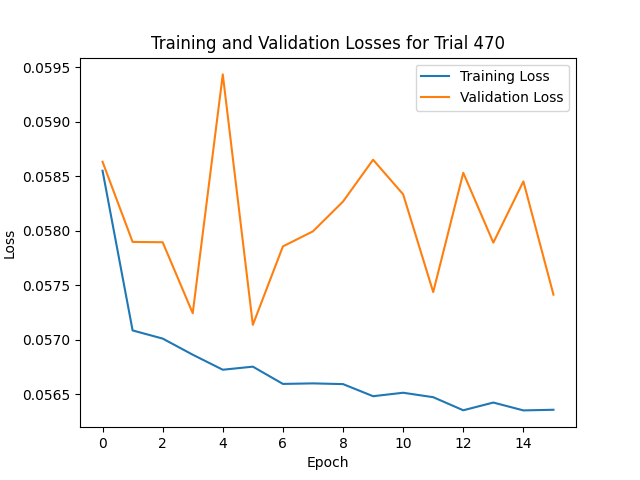 Training and Validation Losses for Trial 470
Training Loss
Validation Loss
Loss
0.0595
0.0590
0.0585
0.0580
0.0575
0.0570
0.0565
0 2 4 6 8 10 12 14
Epoch